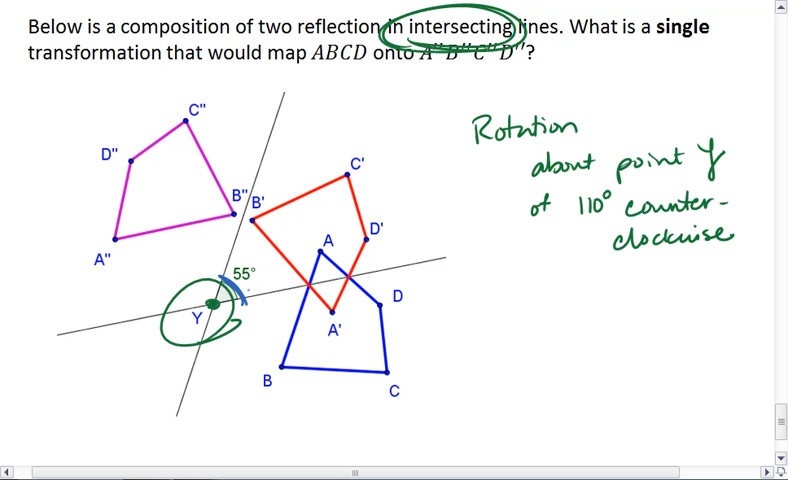 Below is a composition of two reflection in intersecting lines. What is a single
transformation that would map ABCD onto A''B''C''D''?
C''
D''
B''
B'
A''
C'
D'
A
D
55°
Y
A'
B
C
Rotation
about point Y
of 110° counter-
clockwise